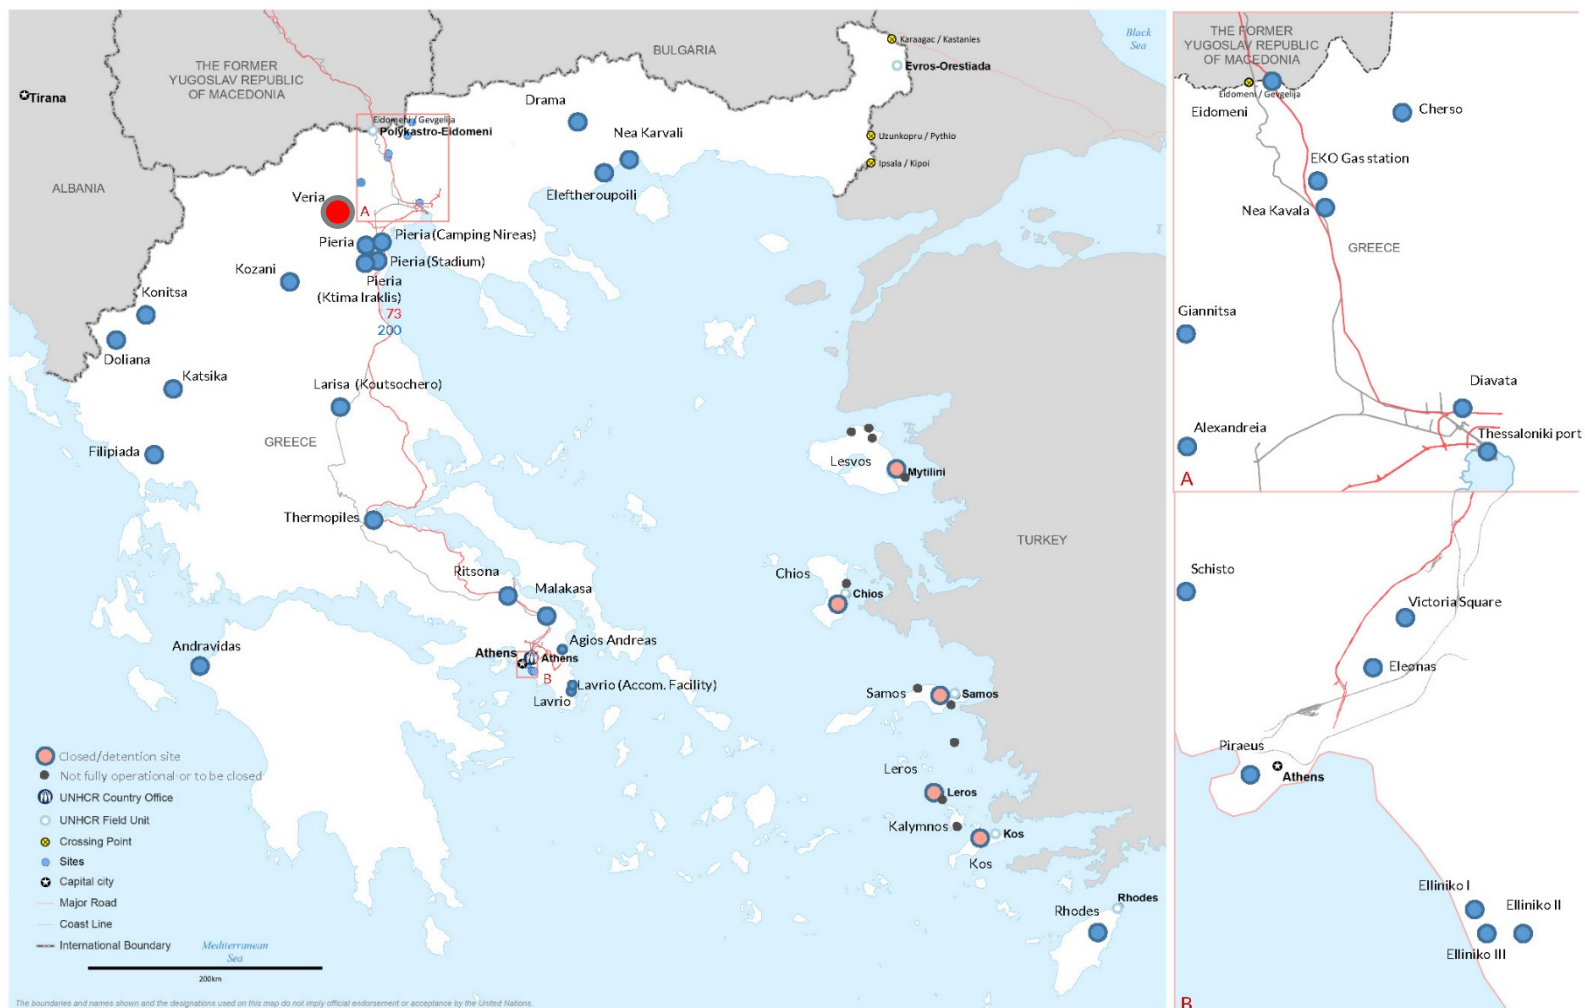 BULGARIA
Black
Sea
Karaagac / Kastanies
Evros-Orestiada
THE FORMER
YUGOSLAV REPUBLIC
OF MACEDONIA
Tirana
Drama
Eidomeni / Gevgelija
Polykastro-Eidomeni
Nea Karvali
Uzunkopru / Pythio
Ipsala / Kipoi
ALBANIA
Veria
A
Eleftheroupoili
Pieria
Pieria (Camping Nireas)
Pieria (Stadium)
Kozani
Pieria
(Ktima Iraklis)
73
200
Konitsa
Doliana
Katsika
Larisa (Koutsochero)
GREECE
Filipiada
Lesvos
Mytilini
Thermopiles
TURKEY
Ritsona
Malakasa
Chios
Chios
Andravidas
Agios Andreas
Athens
Athens
B
Lavrio (Accom. Facility)
Lavrio
Samos
Samos
Leros
Leros
Kalymnos
Kos
Kos
Rhodes
Rhodes
Closed/detention site
Not fully operational or to be closed
UNHCR Country Office
UNHCR Field Unit
Crossing Point
Sites
Capital city
Major Road
Coast Line
International Boundary
Mediterranean
Sea
200km
The boundaries and names shown and the designations used on this map do not imply official endorsement or acceptance by the United Nations.
THE FORMER
YUGOSLAV REPUBLIC
OF MACEDONIA
Eidomeni / Gevgelija
Eidomeni
Cherso
EKO Gas station
Nea Kavala
GREECE
Giannitsa
Diavata
Alexandreia
Thessaloniki port
A
Schisto
Victoria Square
Eleonas
Piraeus
Athens
Elliniko I
Elliniko II
Elliniko III
B